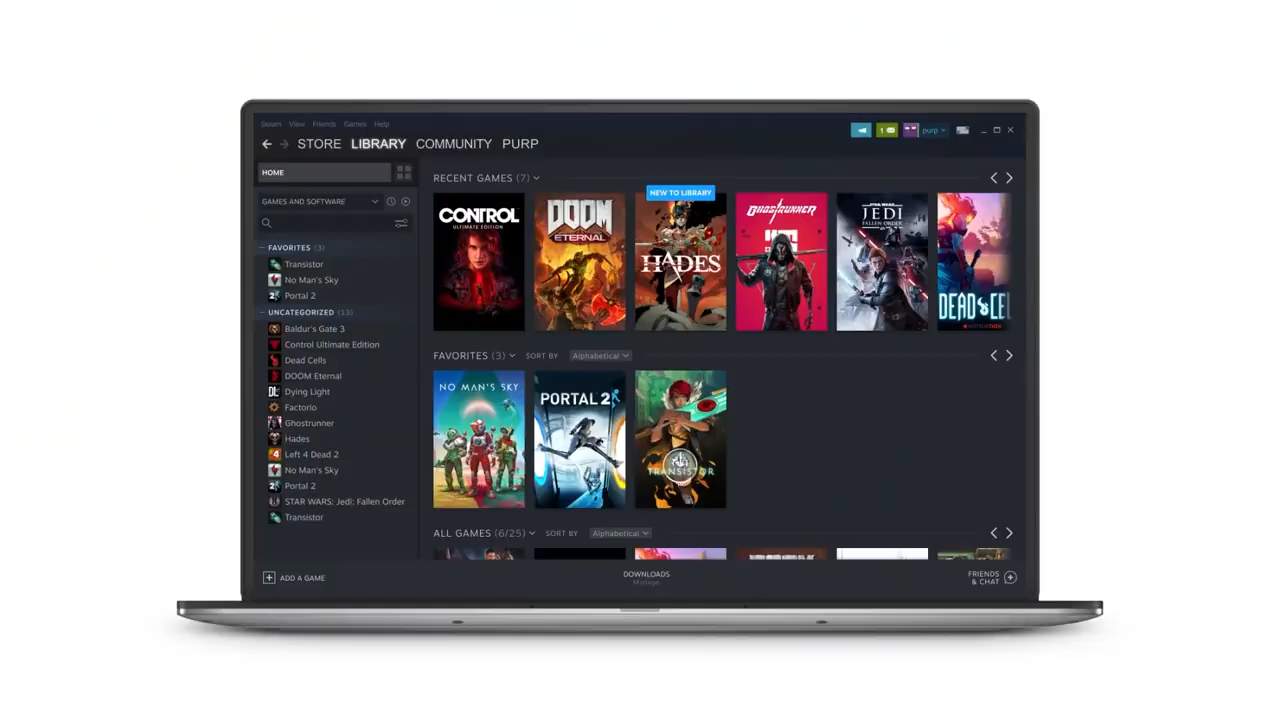 Steam View Friends Games Help
1
purp
STORE LIBRARY COMMUNITY PURP
HOME
GAMES AND SOFTWARE
FAVORITES (3)
Transistor
No Man's Sky
Portal 2
UNCATEGORIZED (13)
Baldur's Gate 3
Control Ultimate Edition
Dead Cells
DOOM Eternal
Dying Light
Factorio
Ghostrunner
Hades
Left 4 Dead 2
No Man's Sky
Portal 2
STAR WARS: Jedi: Fallen Order
Transistor
ADD A GAME
RECENT GAMES (7)
NEW TO LIBRARY
CONTROL
ULTIMATE EDITION
DOOM
ETERNAL
HADES
GHOSTRUNNER
STAR WARS
JEDI
FALLEN ORDER
DEAD CEL
FAVORITES (3) SORT BY Alphabetical
NO MAN'S SKY
PORTAL 2
TRANSISTOR
ALL GAMES (6/25) SORT BY Alphabetical
DOWNLOADS
Manage
FRIENDS
& CHAT